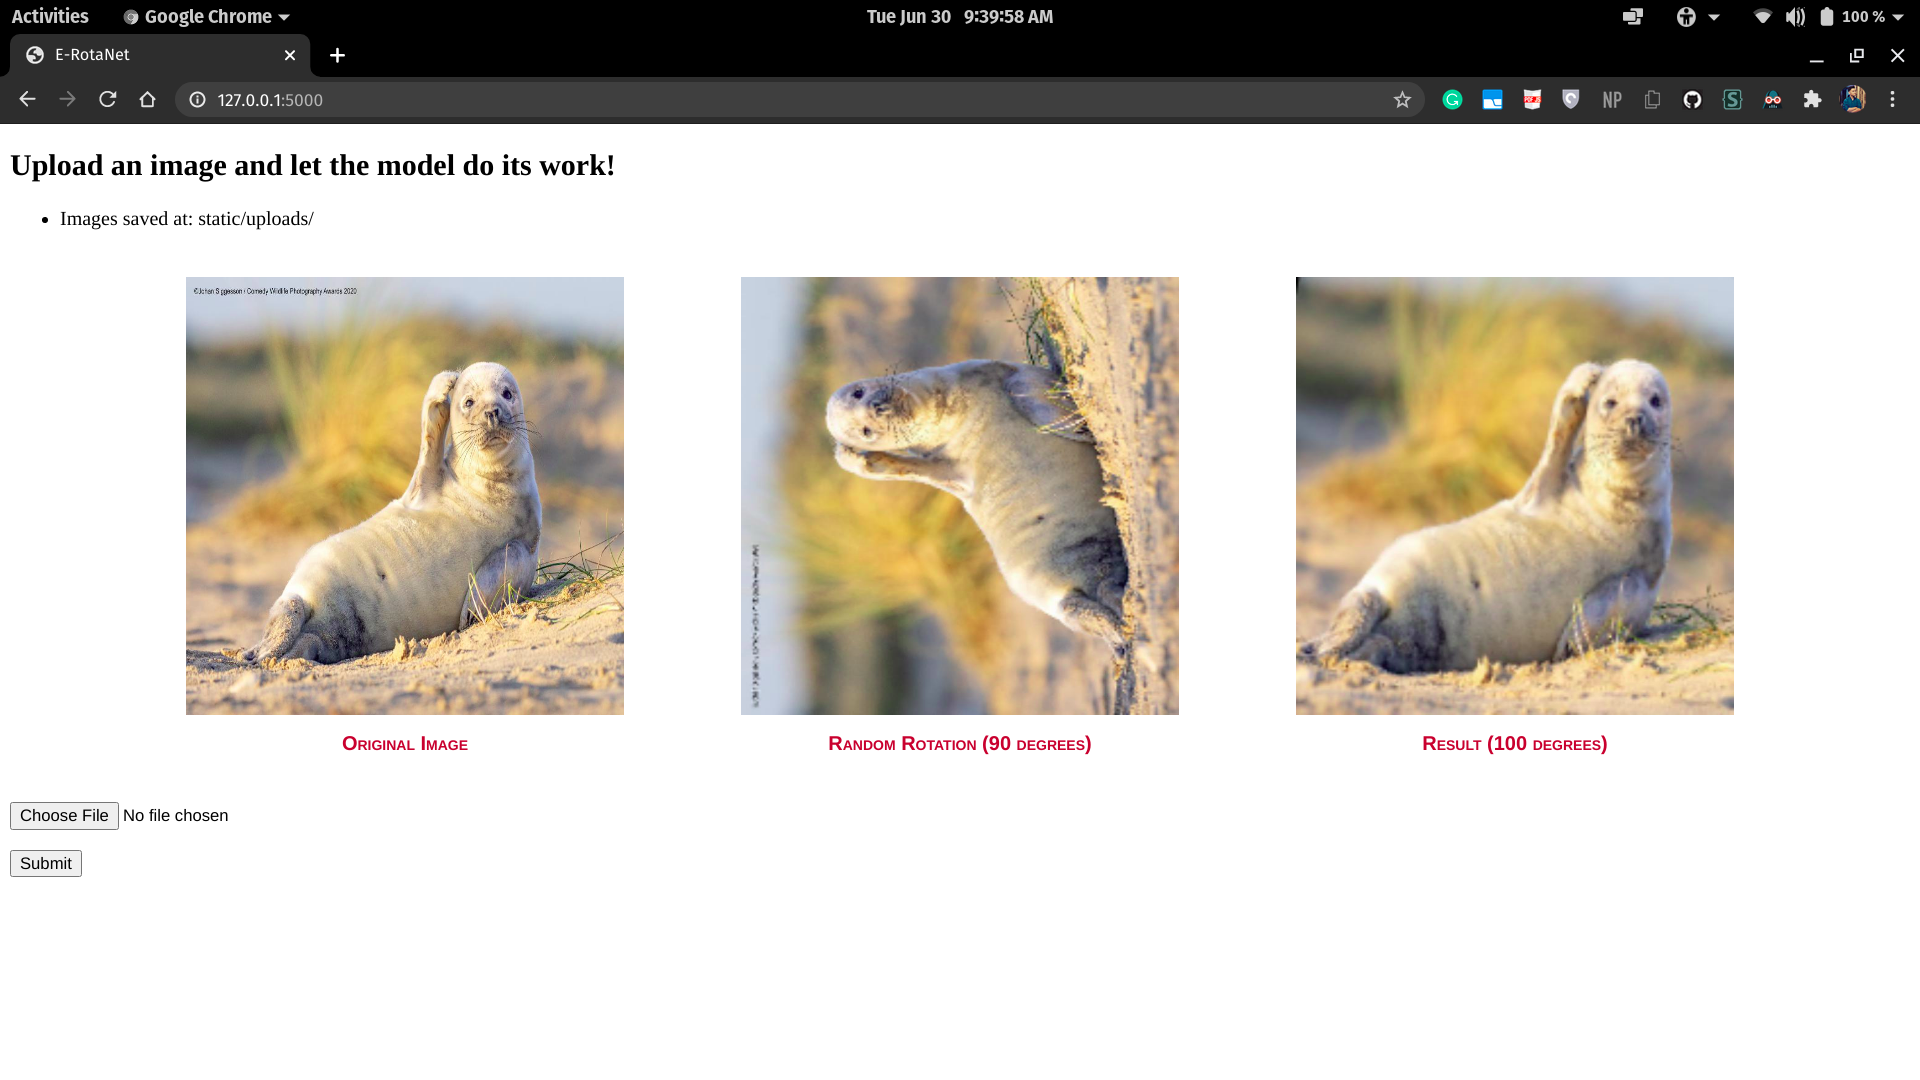 Activities Google Chrome Tue Jun 30 9:39:58 AM 100 %
E-RotaNet
127.0.0.1:5000 NP
Upload an image and let the model do its work!
• Images saved at: static/uploads/
©Johan Siggesson / Comedy Wildlife Photography Awards 2020
Original Image Random Rotation (90 degrees) Result (100 degrees)
Choose File No file chosen
Submit